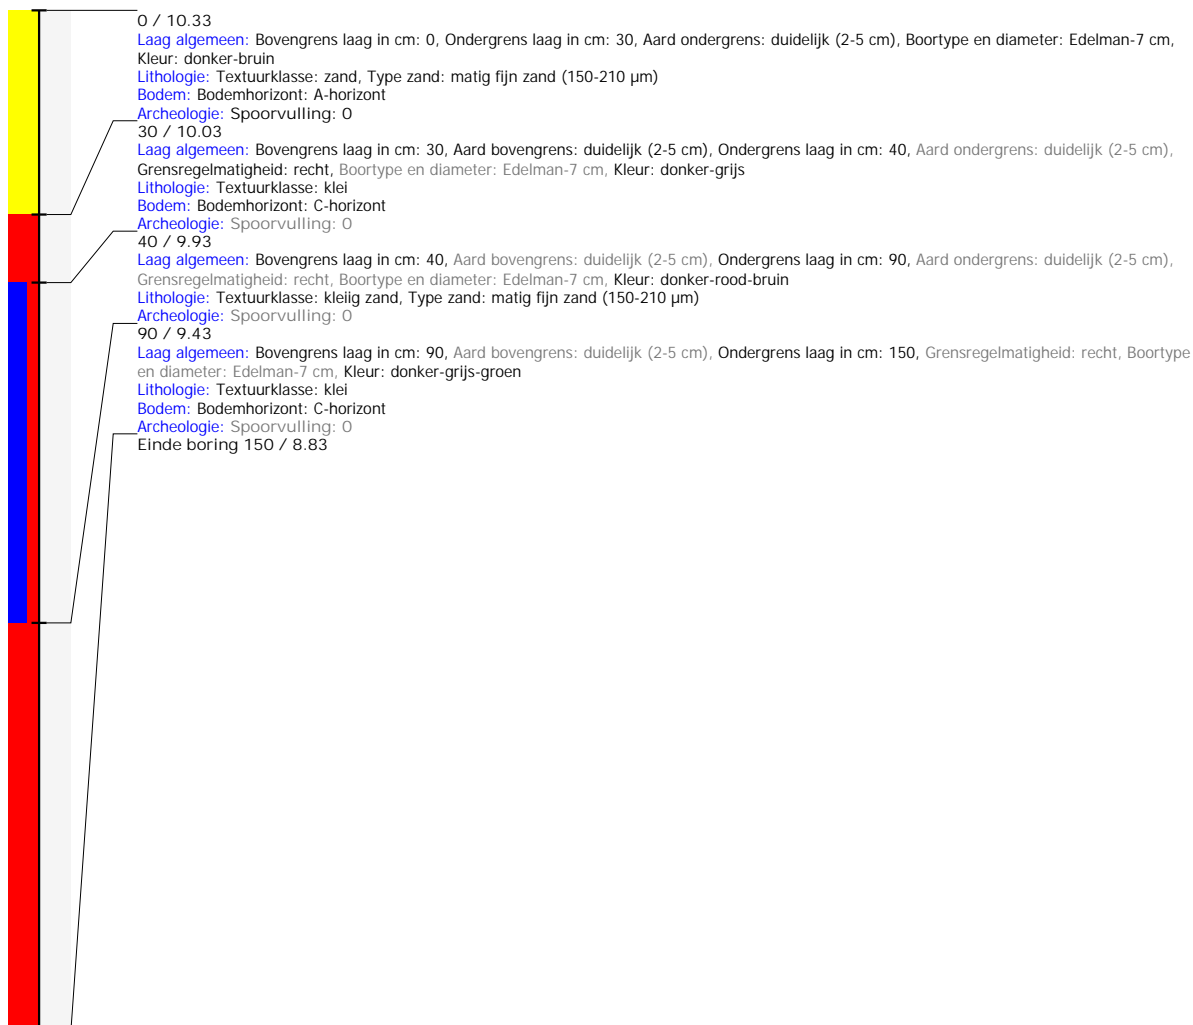 0 / 10.33
Laag algemeen: Bovengrens laag in cm: 0, Ondergrens laag in cm: 30, Aard ondergrens: duidelijk (2-5 cm), Boortype en diameter: Edelman-7 cm,
Kleur: donker-bruin
Lithologie: Textuurklasse: zand, Type zand: matig fijn zand (150-210 µm)
Bodem: Bodemhorizont: A-horizont
Archeologie: Spoorvulling: 0
30 / 10.03
Laag algemeen: Bovengrens laag in cm: 30, Aard bovengrens: duidelijk (2-5 cm), Ondergrens laag in cm: 40, Aard ondergrens: duidelijk (2-5 cm),
Grensregelmatigheid: recht, Boortype en diameter: Edelman-7 cm, Kleur: donker-grijs
Lithologie: Textuurklasse: klei
Bodem: Bodemhorizont: C-horizont
Archeologie: Spoorvulling: 0
40 / 9.93
Laag algemeen: Bovengrens laag in cm: 40, Aard bovengrens: duidelijk (2-5 cm), Ondergrens laag in cm: 90, Aard ondergrens: duidelijk (2-5 cm),
Grensregelmatigheid: recht, Boortype en diameter: Edelman-7 cm, Kleur: donker-rood-bruin
Lithologie: Textuurklasse: kleiig zand, Type zand: matig fijn zand (150-210 µm)
Archeologie: Spoorvulling: 0
90 / 9.43
Laag algemeen: Bovengrens laag in cm: 90, Aard bovengrens: duidelijk (2-5 cm), Ondergrens laag in cm: 150, Grensregelmatigheid: recht, Boortype
en diameter: Edelman-7 cm, Kleur: donker-grijs-groen
Lithologie: Textuurklasse: klei
Bodem: Bodemhorizont: C-horizont
Archeologie: Spoorvulling: 0
Einde boring 150 / 8.83